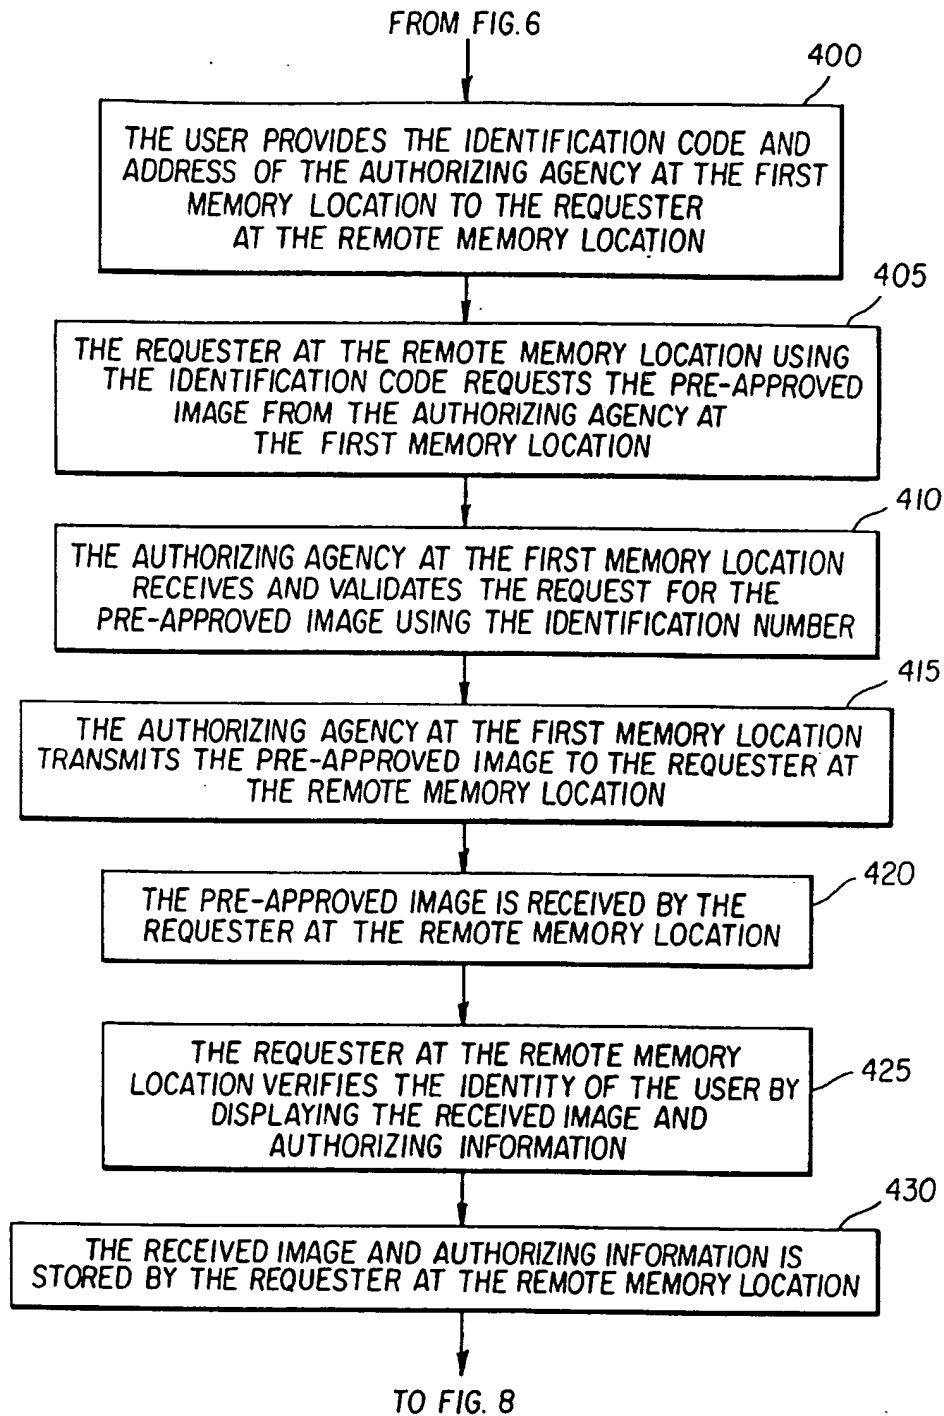 FROM FIG. 6
400
THE USER PROVIDES THE IDENTIFICATION CODE AND
ADDRESS OF THE AUTHORIZING AGENCY AT THE FIRST
MEMORY LOCATION TO THE REQUESTER
AT THE REMOTE MEMORY LOCATION
405
THE REQUESTER AT THE REMOTE MEMORY LOCATION USING
THE IDENTIFICATION CODE REQUESTS THE PRE-APPROVED
IMAGE FROM THE AUTHORIZING AGENCY AT
THE FIRST MEMORY LOCATION
410
THE AUTHORIZING AGENCY AT THE FIRST MEMORY LOCATION
RECEIVES AND VALIDATES THE REQUEST FOR THE
PRE-APPROVED IMAGE USING THE IDENTIFICATION NUMBER
415
THE AUTHORIZING AGENCY AT THE FIRST MEMORY LOCATION
TRANSMITS THE PRE-APPROVED IMAGE TO THE REQUESTER AT
THE REMOTE MEMORY LOCATION
420
THE PRE-APPROVED IMAGE IS RECEIVED BY THE
REQUESTER AT THE REMOTE MEMORY LOCATION
THE REQUESTER AT THE REMOTE MEMORY
LOCATION VERIFIES THE IDENTITY OF THE USER BY
425
DISPLAYING THE RECEIVED IMAGE AND
AUTHORIZING INFORMATION
430
THE RECEIVED IMAGE AND AUTHORIZING INFORMATION IS
STORED BY THE REQUESTER AT THE REMOTE MEMORY LOCATION
TO FIG. 8